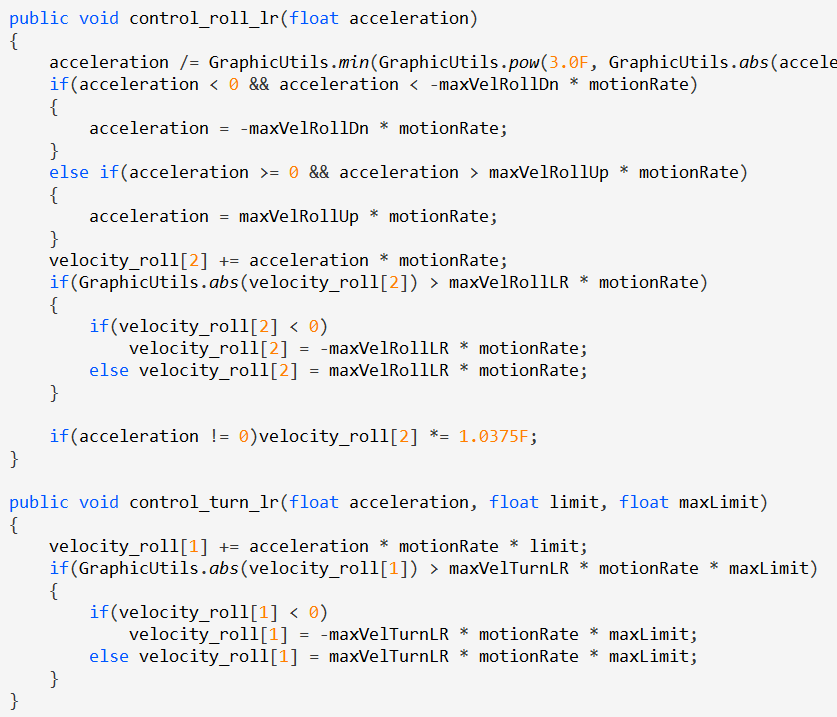 public void control_roll_lr(float acceleration)
{
    acceleration /= GraphicUtils.min(GraphicUtils.pow(3.0F, GraphicUtils.abs(accele
    if(acceleration < 0 && acceleration < -maxVelRollDn * motionRate)
    {
        acceleration = -maxVelRollDn * motionRate;
    }
    else if(acceleration >= 0 && acceleration > maxVelRollUp * motionRate)
    {
        acceleration = maxVelRollUp * motionRate;
    }
    velocity_roll[2] += acceleration * motionRate;
    if(GraphicUtils.abs(velocity_roll[2]) > maxVelRollLR * motionRate)
    {
        if(velocity_roll[2] < 0)
            velocity_roll[2] = -maxVelRollLR * motionRate;
        else velocity_roll[2] = maxVelRollLR * motionRate;
    }

    if(acceleration != 0)velocity_roll[2] *= 1.0375F;
}

public void control_turn_lr(float acceleration, float limit, float maxLimit)
{
    velocity_roll[1] += acceleration * motionRate * limit;
    if(GraphicUtils.abs(velocity_roll[1]) > maxVelTurnLR * motionRate * maxLimit)
    {
        if(velocity_roll[1] < 0)
            velocity_roll[1] = -maxVelTurnLR * motionRate * maxLimit;
        else velocity_roll[1] = maxVelTurnLR * motionRate * maxLimit;
    }
}